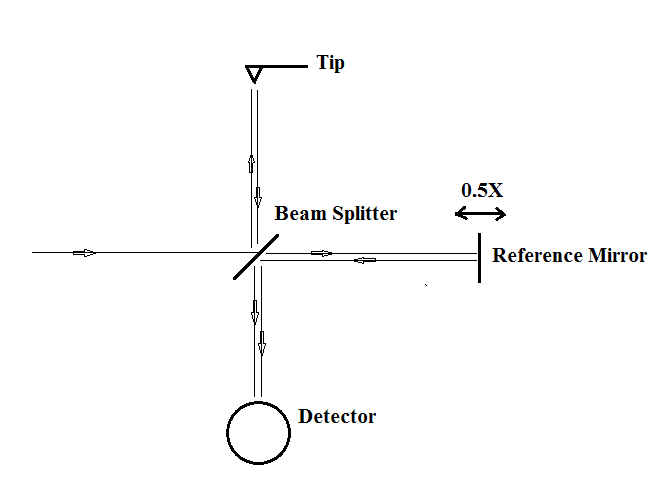 Tip
0.5X
Beam Splitter
Reference Mirror
Detector